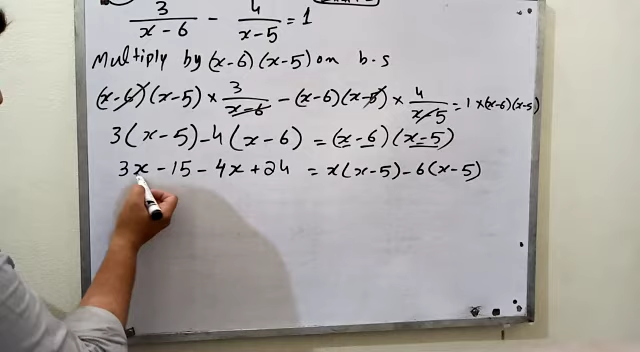 3/(x-6) - 4/(x-5) = 1
Multiply by (x-6)(x-5) on b.s
(x-6)(x-5) × 3/(x-6) - (x-6)(x-5) × 4/(x-5) = 1 × (x-6)(x-5)
3(x-5) - 4(x-6) = (x-6)(x-5)
3x - 15 - 4x + 24 = x(x-5) - 6(x-5)